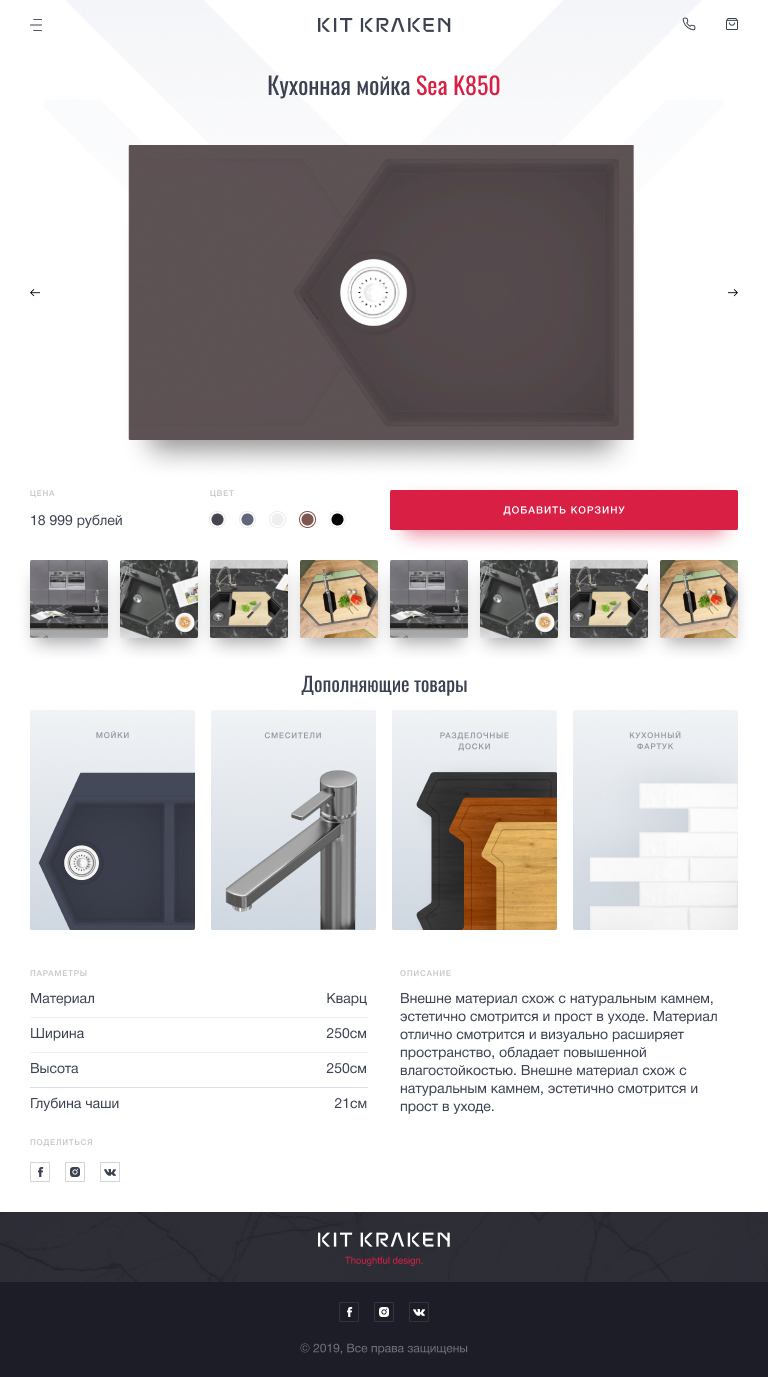 KIT KRAKEN
Кухонная мойка Sea K850
ЦЕНА
18 999 рублей
ЦВЕТ
ДОБАВИТЬ КОРЗИНУ
Дополняющие товары
МОЙКИ
СМЕСИТЕЛИ
РАЗДЕЛОЧНЫЕ
ДОСКИ
КУХОННЫЙ
ФАРТУК
ПАРАМЕТРЫ
Материал Кварц
Ширина 250см
Высота 250см
Глубина чаши 21см
ОПИСАНИЕ
Внешне материал схож с натуральным камнем,
эстетично смотрится и прост в уходе. Материал
отлично смотрится и визуально расширяет
пространство, обладает повышенной
влагостойкостью. Внешне материал схож с
натуральным камнем, эстетично смотрится и
прост в уходе.
ПОДЕЛИТЬСЯ
KIT KRAKEN
Thoughtful design.
© 2019, Все права защищены